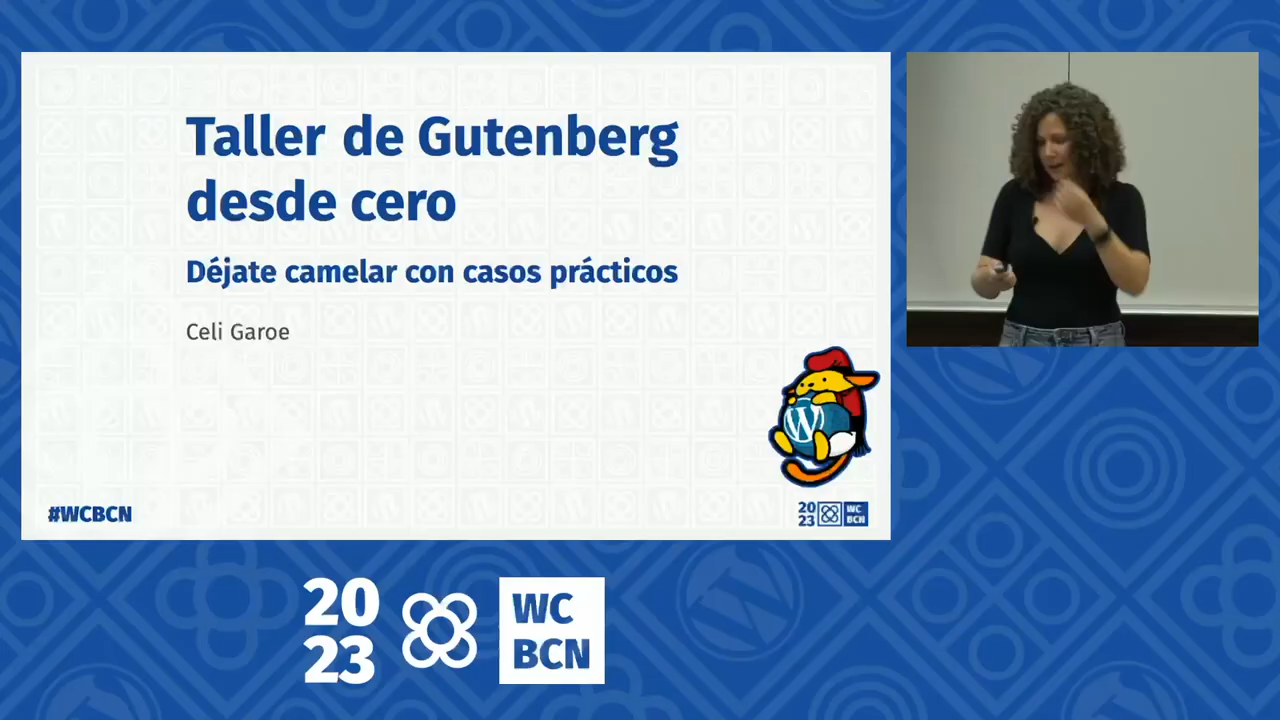 Taller de Gutenberg
desde cero
Déjate camelar con casos prácticos
Celi Garoe
#WCBCN
20
23
WC
BCN
20
23
WC
BCN